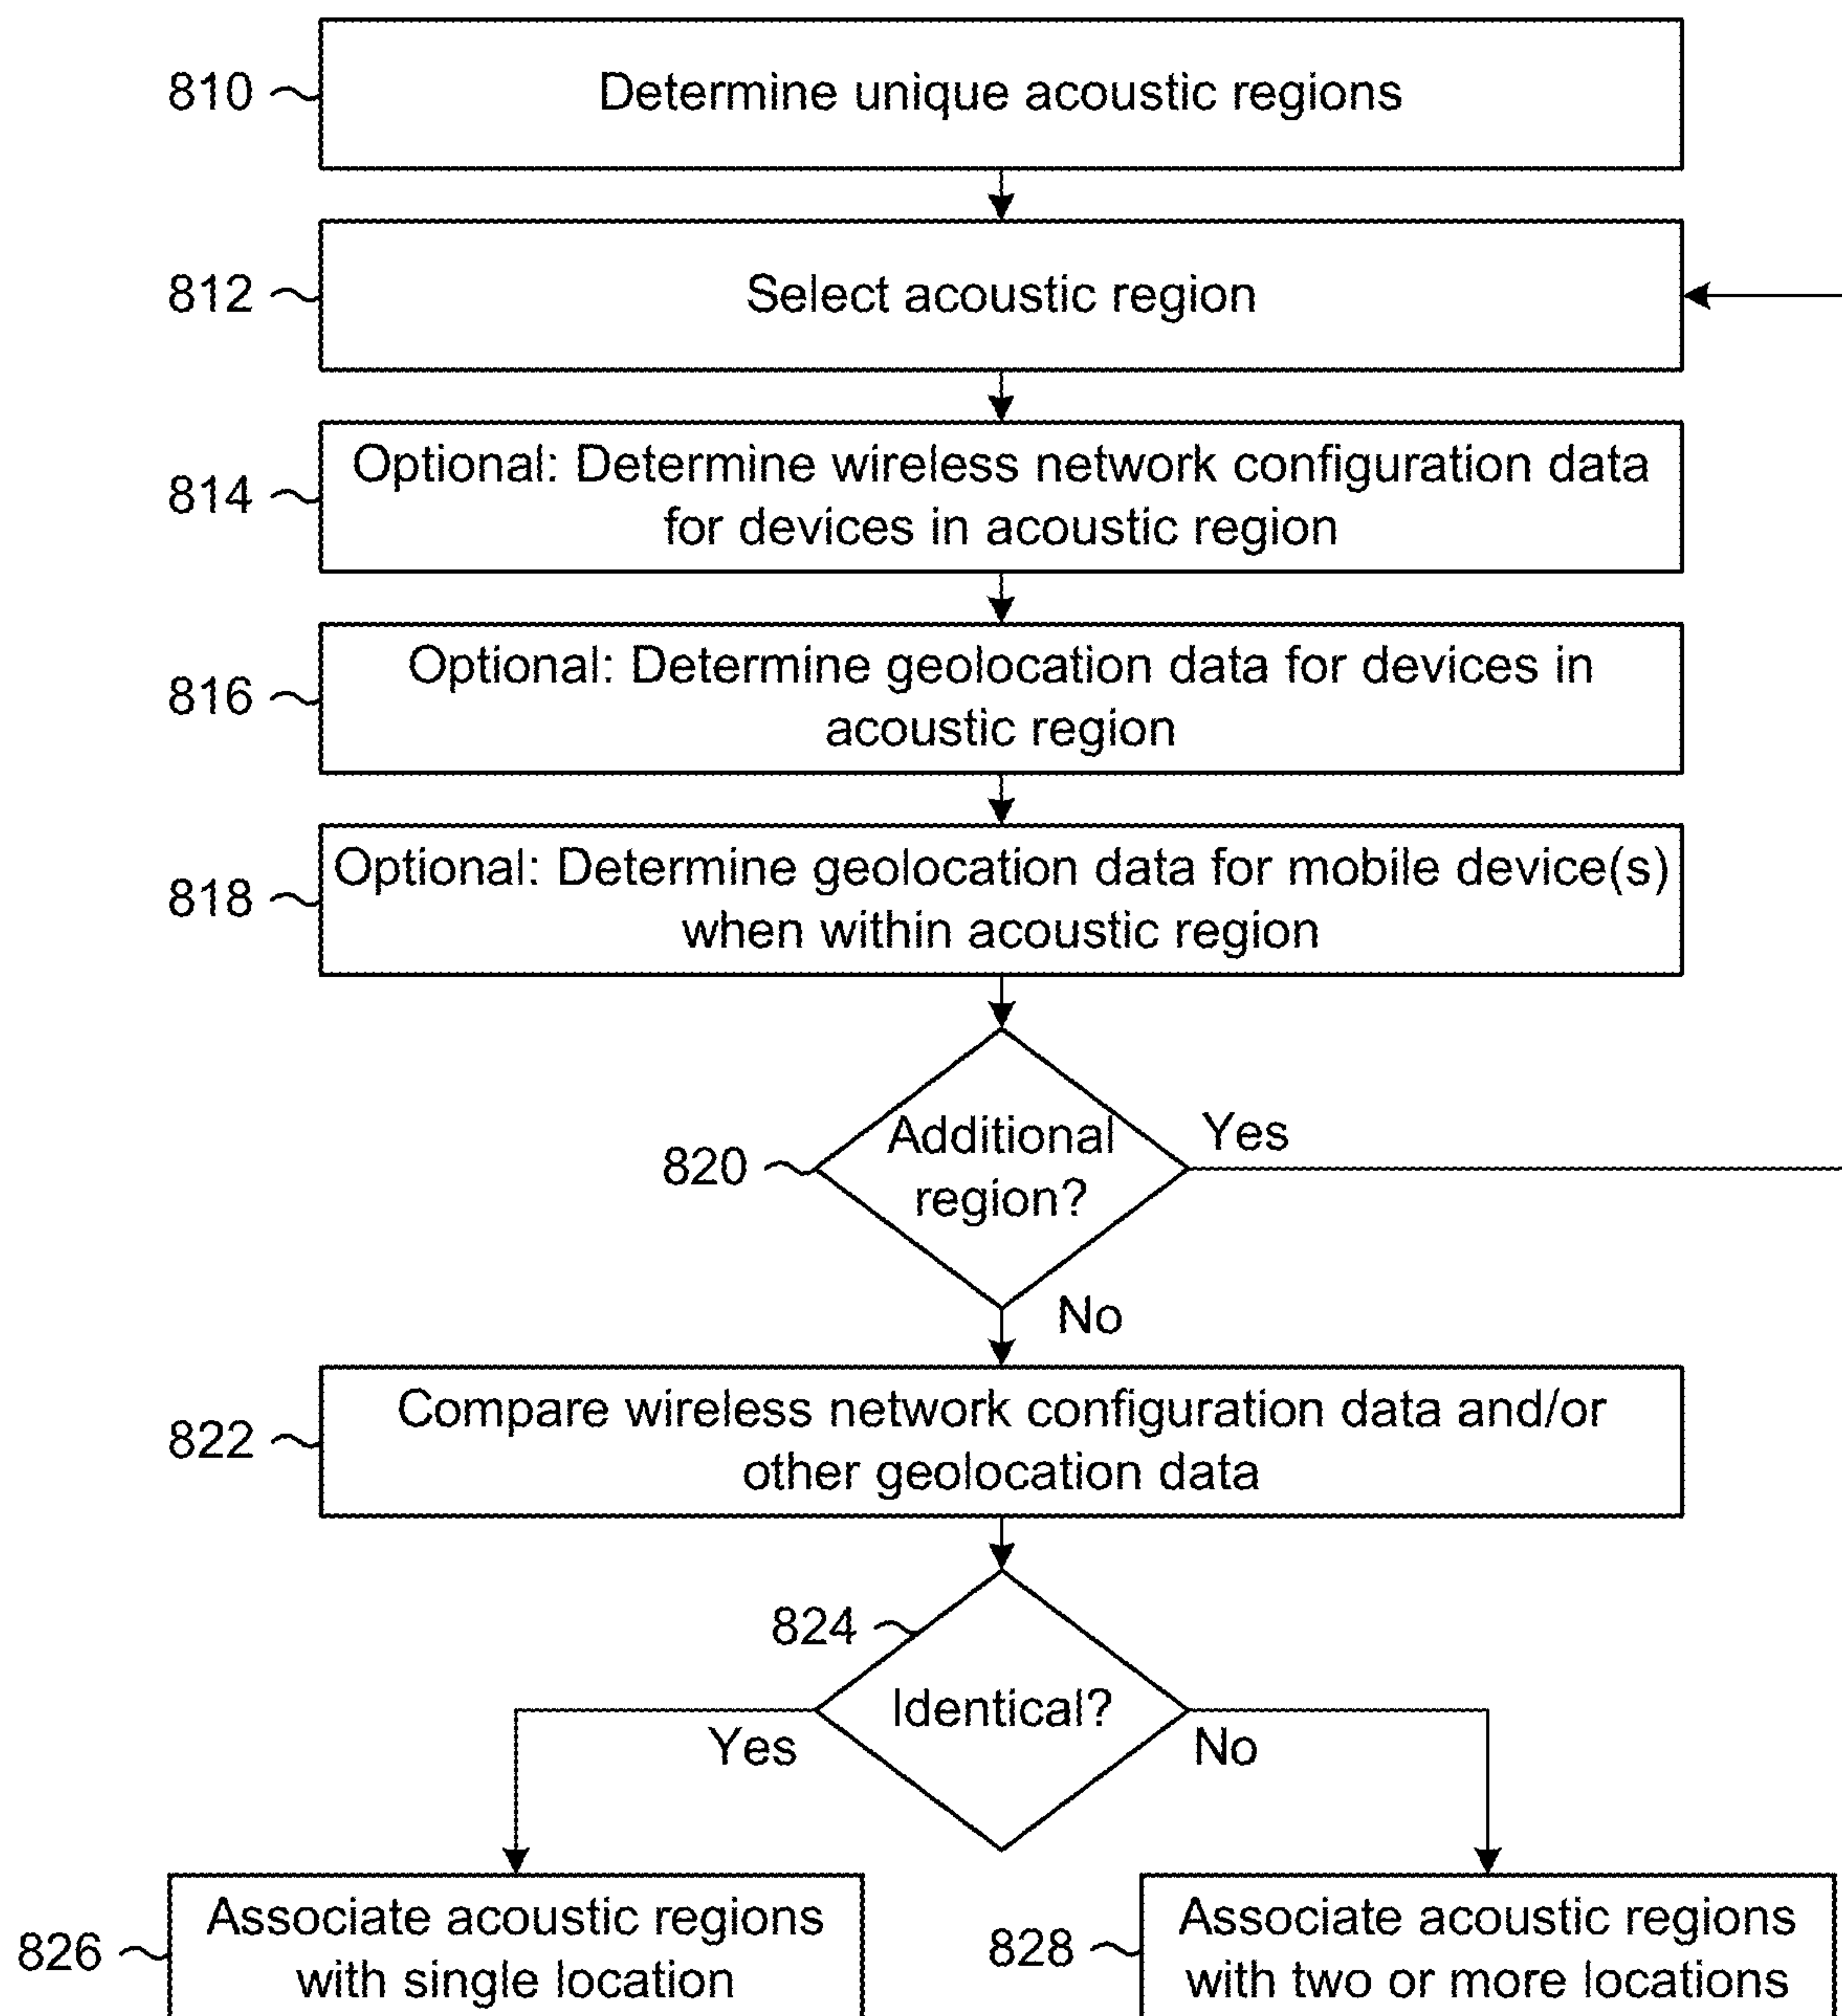 810
Determine unique acoustic regions
812
Select acoustic region
814
Optional: Determine wireless network configuration data
for devices in acoustic region
816
Optional: Determine geolocation data for devices in
acoustic region
818
Optional: Determine geolocation data for mobile device(s)
when within acoustic region
820
Additional
region?
Yes
No
822
Compare wireless network configuration data and/or
other geolocation data
824
Identical?
Yes
No
826
Associate acoustic regions
with single location
828
Associate acoustic regions
with two or more locations